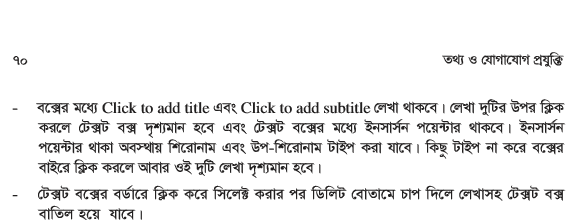 ৭০
তথ্য ও যোগাযোগ প্রযুক্তি
- বক্সের মধ্যে Click to add title এবং Click to add subtitle লেখা থাকবে। লেখা দুটির উপর ক্লিক
করলে টেক্সট বক্স দৃশ্যমান হবে এবং টেক্সট বক্সের মধ্যে ইনসার্সন পয়েন্টার থাকবে। ইনসার্সন
পয়েন্টার থাকা অবস্থায় শিরোনাম এবং উপ-শিরোনাম টাইপ করা যাবে। কিছু টাইপ না করে বক্সের
বাইরে ক্লিক করলে আবার ওই দুটি লেখা দৃশ্যমান হবে।
- টেক্সট বক্সের বর্ডারে ক্লিক করে সিলেক্ট করার পর ডিলিট বোতামে চাপ দিলে লেখাসহ টেক্সট বক্স
বাতিল হয়ে যাবে।